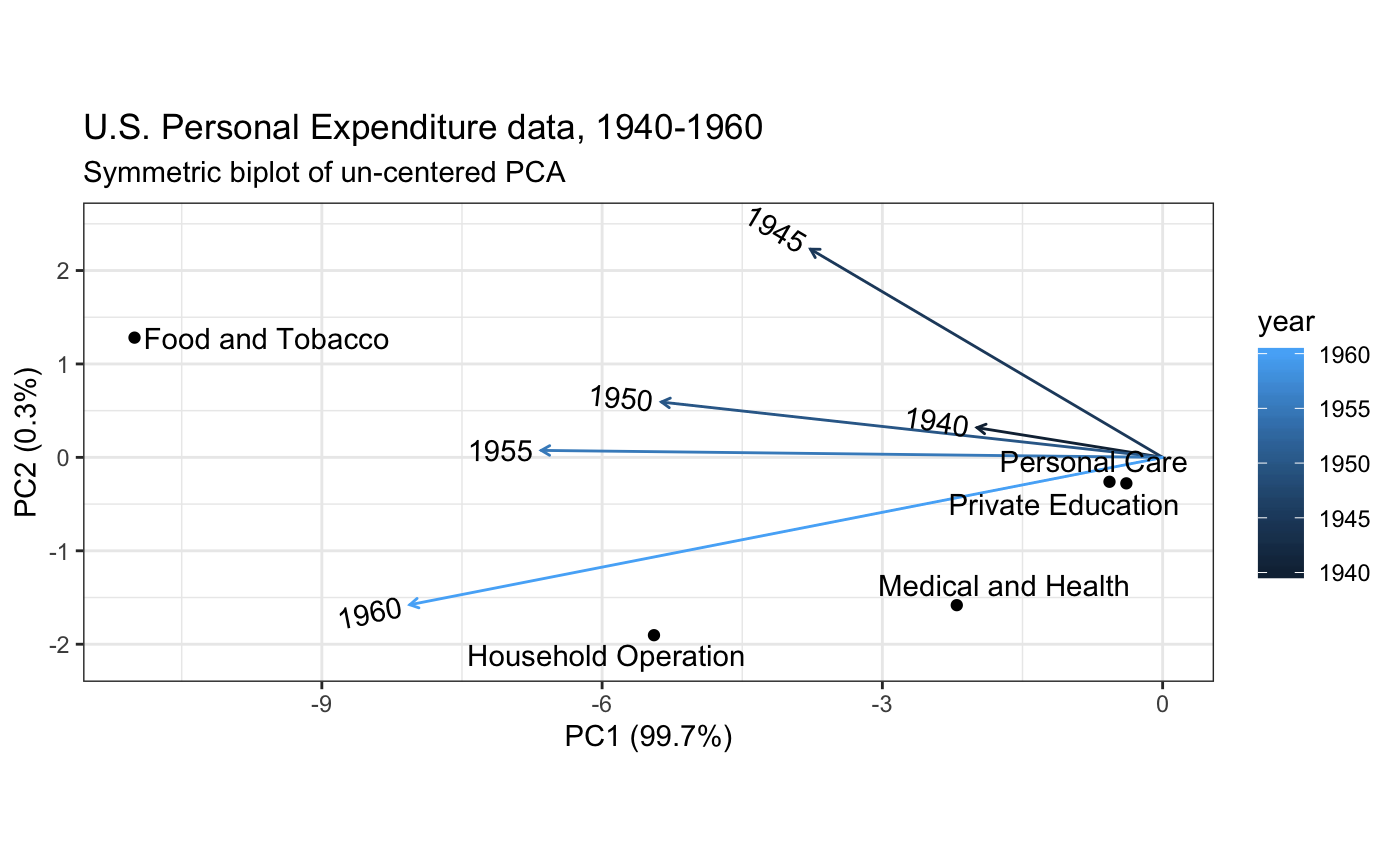 U.S. Personal Expenditure data, 1940-1960
Symmetric biplot of un-centered PCA
1945
2
Food and Tobacco
1
1950
1940
1955
0
Personal Care
Private Education
-1
Medical and Health
1960
-2
Household Operation
-9
-6
-3
0
PC1 (99.7%)
PC2 (0.3%)
year
1960
1955
1950
1945
1940